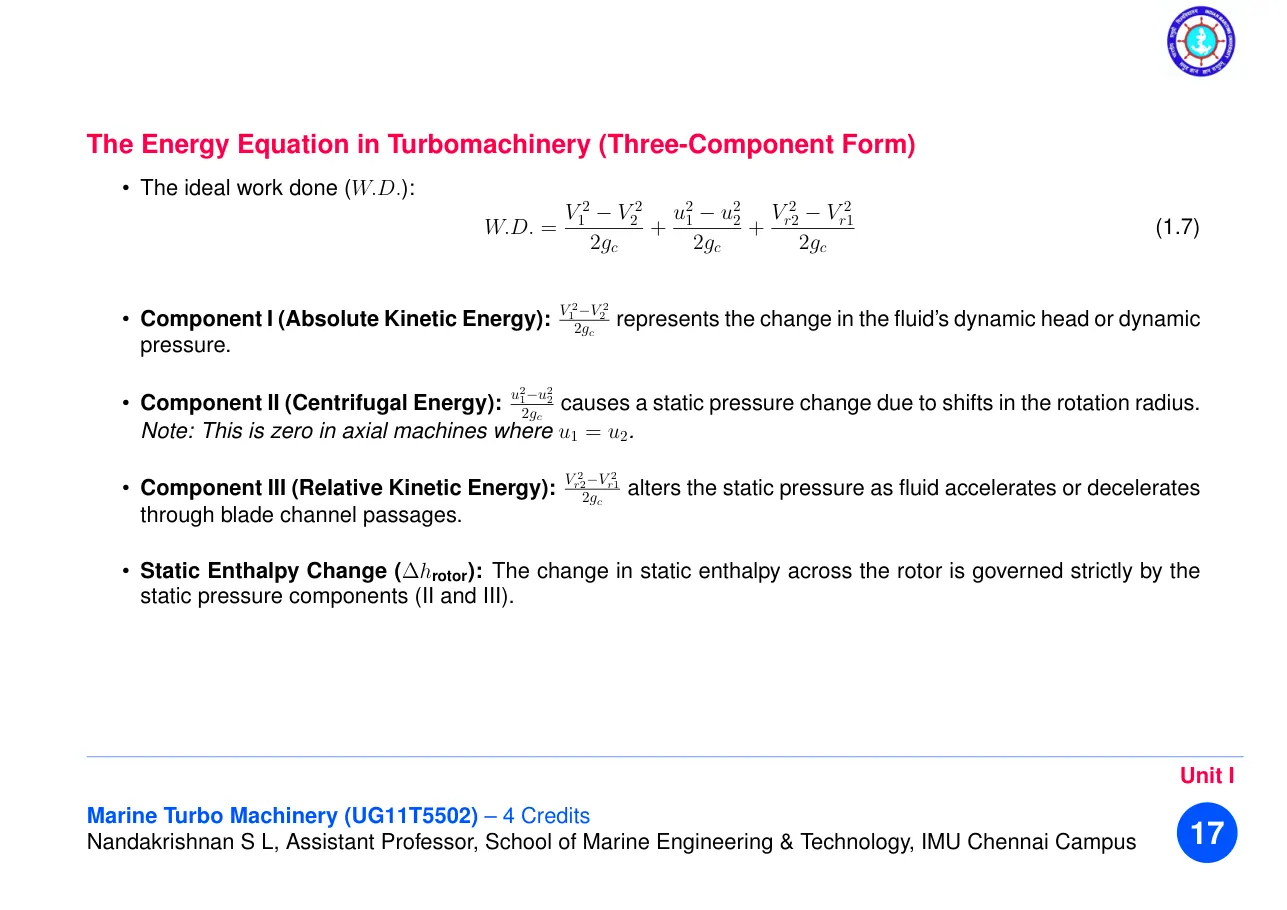 The Energy Equation in Turbomachinery (Three-Component Form)
• The ideal work done (W.D.):
W.D. = \frac{V_1^2 − V_2^2}{2g_c} + \frac{u_1^2 − u_2^2}{2g_c} + \frac{V_{r2}^2 − V_{r1}^2}{2g_c} (1.7)
• Component I (Absolute Kinetic Energy): \frac{V_1^2−V_2^2}{2g_c} represents the change in the fluid's dynamic head or dynamic
pressure.
• Component II (Centrifugal Energy): \frac{u_1^2−u_2^2}{2g_c} causes a static pressure change due to shifts in the rotation radius.
Note: This is zero in axial machines where u_1 = u_2.
• Component III (Relative Kinetic Energy): \frac{V_{r2}^2−V_{r1}^2}{2g_c} alters the static pressure as fluid accelerates or decelerates
through blade channel passages.
• Static Enthalpy Change (Δh_rotor): The change in static enthalpy across the rotor is governed strictly by the
static pressure components (II and III).
Unit I
Marine Turbo Machinery (UG11T5502) – 4 Credits
Nandakrishnan S L, Assistant Professor, School of Marine Engineering & Technology, IMU Chennai Campus
17